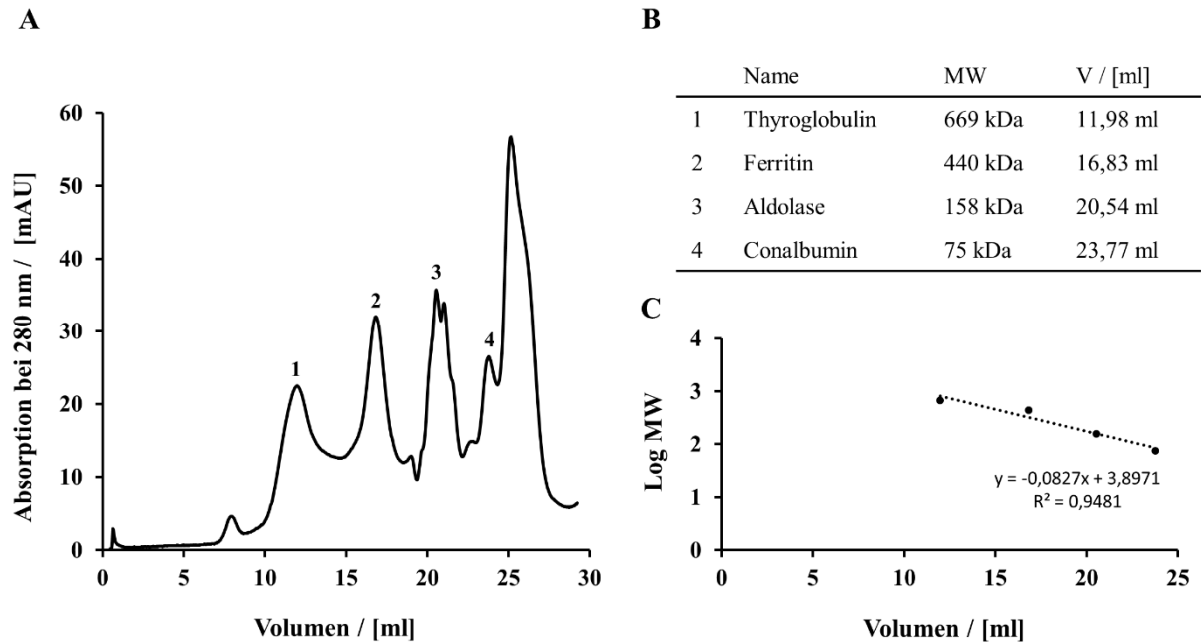 A
Absorption bei 280 nm / [mAU]
60
50
40
30
20
10
0
1
2
3
4
0 5 10 15 20 25 30
Volumen / [ml]
B
Name MW V / [ml]
1 Thyroglobulin 669 kDa 11,98 ml
2 Ferritin 440 kDa 16,83 ml
3 Aldolase 158 kDa 20,54 ml
4 Conalbumin 75 kDa 23,77 ml
C
Log MW
4
3
2
1
0
y = -0,0827x + 3,8971
R² = 0,9481
0 5 10 15 20 25
Volumen / [ml]